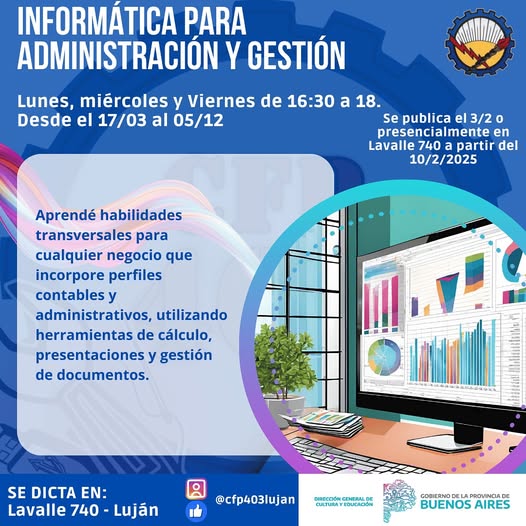 INFORMÁTICA PARA
ADMINISTRACIÓN Y GESTIÓN
Lunes, miércoles y Viernes de 16:30 a 18.
Desde el 17/03 al 05/12
Se publica el 3/2 o
presencialmente en
Lavalle 740 a partir del
10/2/2025
Aprendé habilidades
transversales para
cualquier negocio que
incorpore perfiles
contables y
administrativos, utilizando
herramientas de cálculo,
presentaciones y gestión
de documentos.
SE DICTA EN:
Lavalle 740 - Luján
@cfp403lujan
DIRECCIÓN GENERAL DE
CULTURA Y EDUCACIÓN
GOBIERNO DE LA PROVINCIA DE
BUENOS AIRES